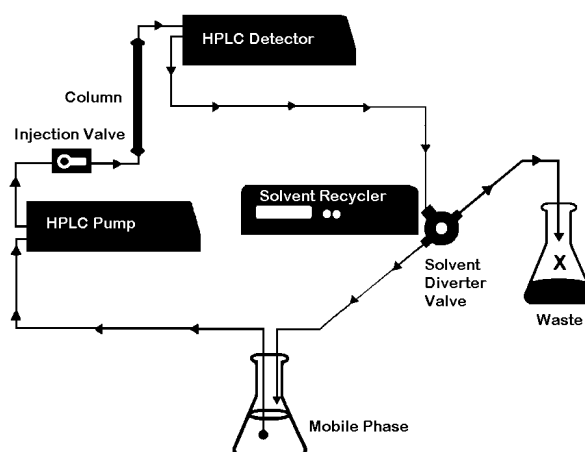 HPLC Detector
Column
Injection Valve
Solvent Recycler
HPLC Pump
X
Solvent
Diverter
Valve
Waste
Mobile Phase